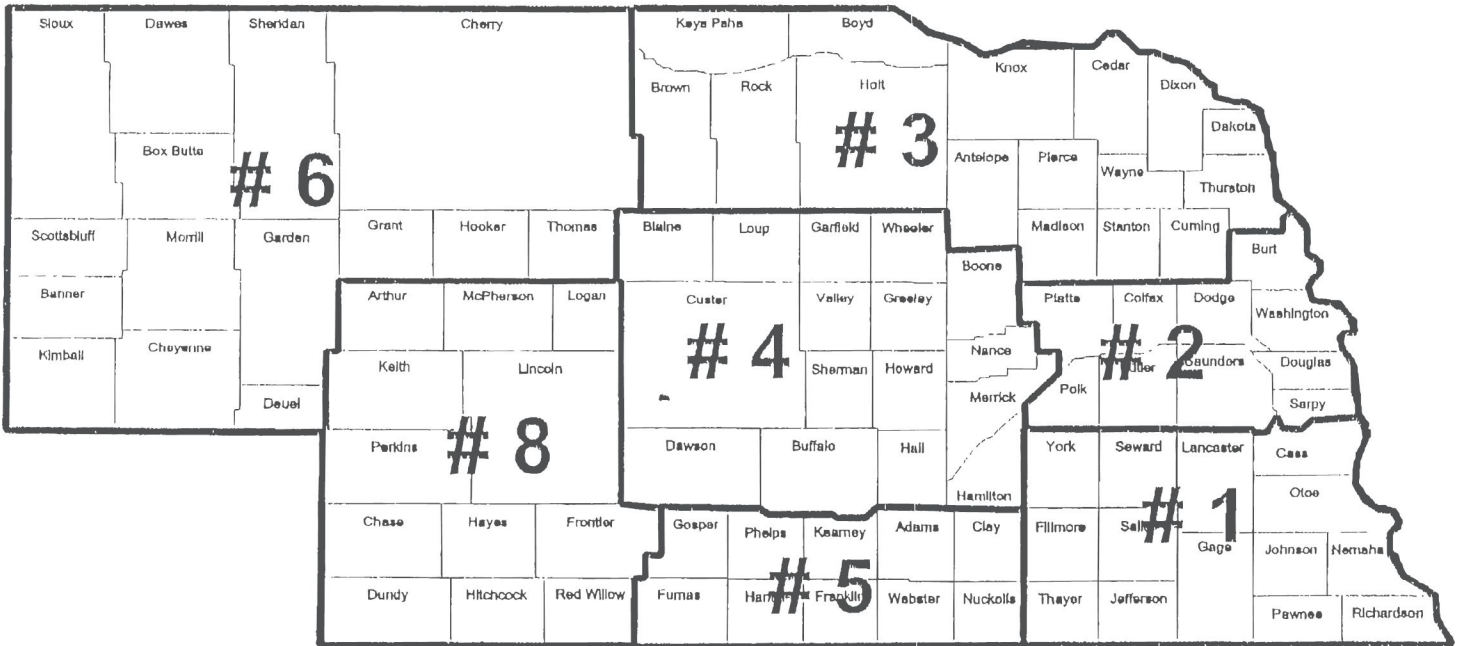 Sioux
Dawes
Sheridan
Cherry
Keya Paha
Boyd
Knox
Cedar
Dixon
Brown
Rock
Holt
Dakota
# 3
Box Butte
# 6
Antelope
Pierce
Wayne
Thurston
Grant
Hooker
Thomas
Blaine
Loup
Garfield
Wheeler
Madison
Stanton
Cuming
Scottsbluff
Morrill
Garden
Burt
Boone
Banner
Arthur
McPherson
Logan
Custer
Valley
Greeley
Platte
Colfax
Dodge
Washington
Kimball
Cheyenne
# 4
Nance
# 2
Keith
Lincoln
Sherman
Howard
Saunders
Douglas
Polk
Merrick
Deuel
Sarpy
Perkins
# 8
Dawson
Buffalo
Hall
York
Seward
Lancaster
Cass
Hamilton
Otoe
# 1
Chase
Hayes
Frontier
Gosper
Phelps
Kearney
Adams
Clay
Fillmore
Gage
Johnson
Nemaha
# 5
Dundy
Hitchcock
Red Willow
Furnas
Franklin
Webster
Nuckolls
Thayer
Jefferson
Pawnee
Richardson